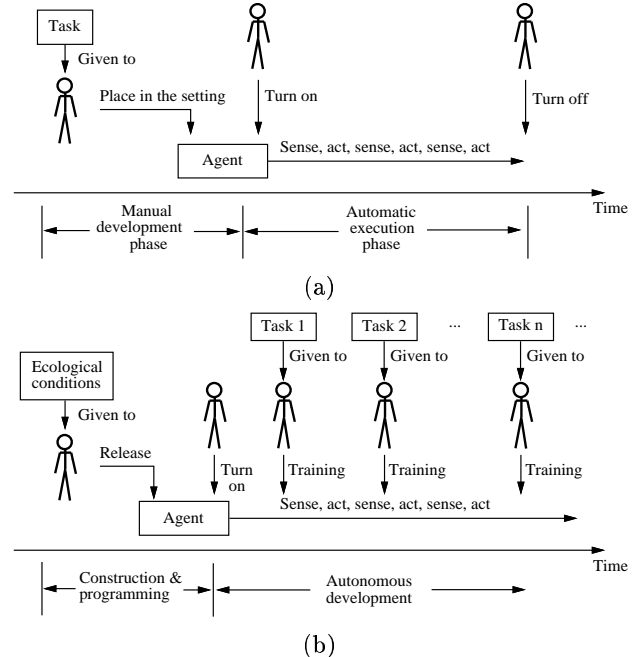 Task
Given to
Place in the setting
Turn on
Turn off
Agent
Sense, act, sense, act, sense, act
Time
Manual
development
phase
Automatic
execution
phase
(a)
Task 1
Task 2
...
Task n
...
Given to
Given to
Given to
Ecological
conditions
Given to
Release
Turn
on
Training
Training
Training
Agent
Sense, act, sense, act, sense, act
Time
Construction &
programming
Autonomous
development
(b)